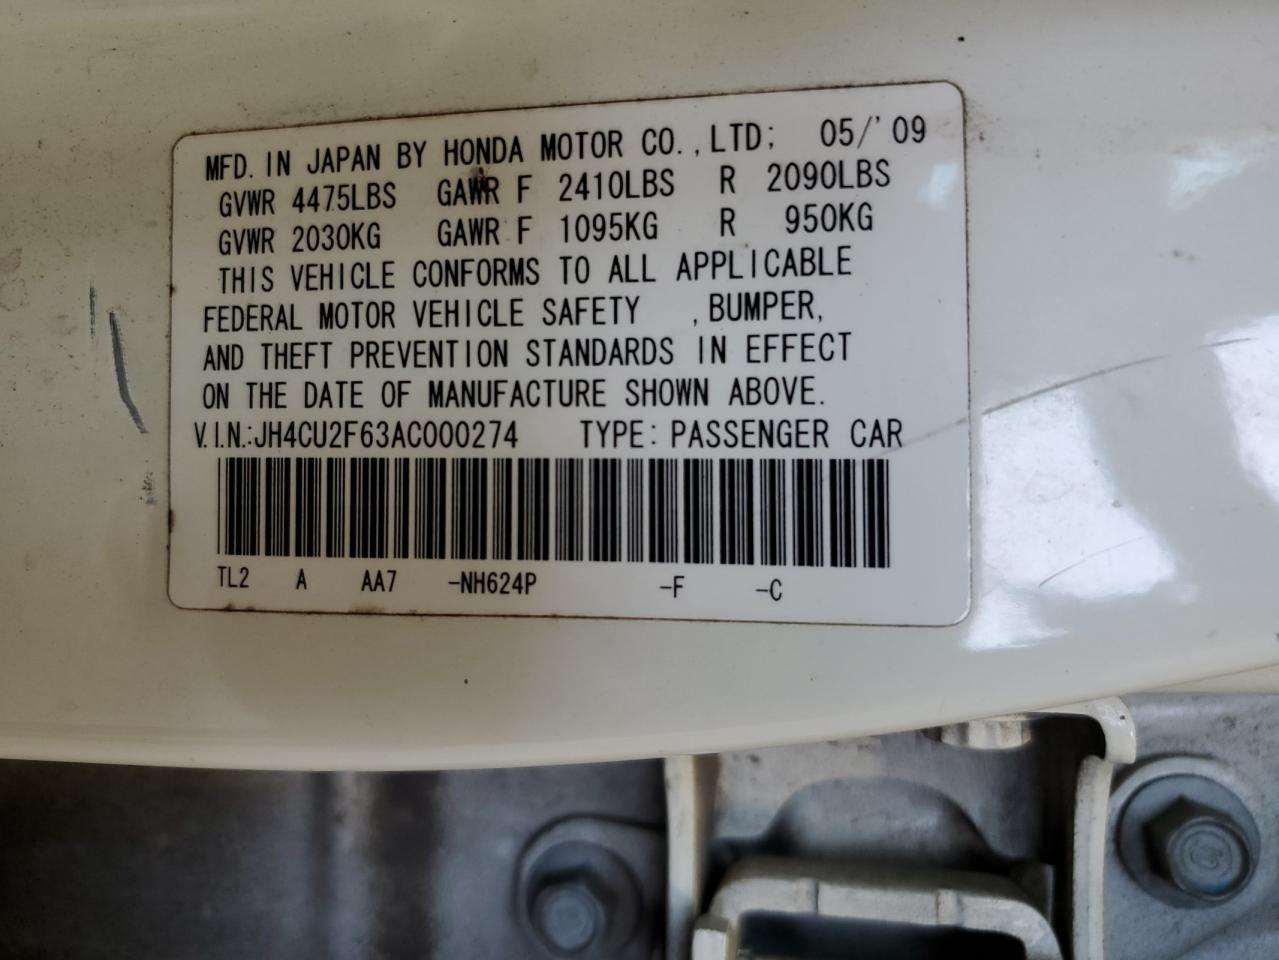 MFD. IN JAPAN BY HONDA MOTOR CO., LTD; 05/'09
GVWR 4475LBS GAWR F 2410LBS R 2090LBS
GVWR 2030KG GAWR F 1095KG R 950KG
THIS VEHICLE CONFORMS TO ALL APPLICABLE
FEDERAL MOTOR VEHICLE SAFETY , BUMPER,
AND THEFT PREVENTION STANDARDS IN EFFECT
ON THE DATE OF MANUFACTURE SHOWN ABOVE.
V.I.N.:JH4CU2F63AC000274 TYPE: PASSENGER CAR
TL2 A AA7 -NH624P -F -C